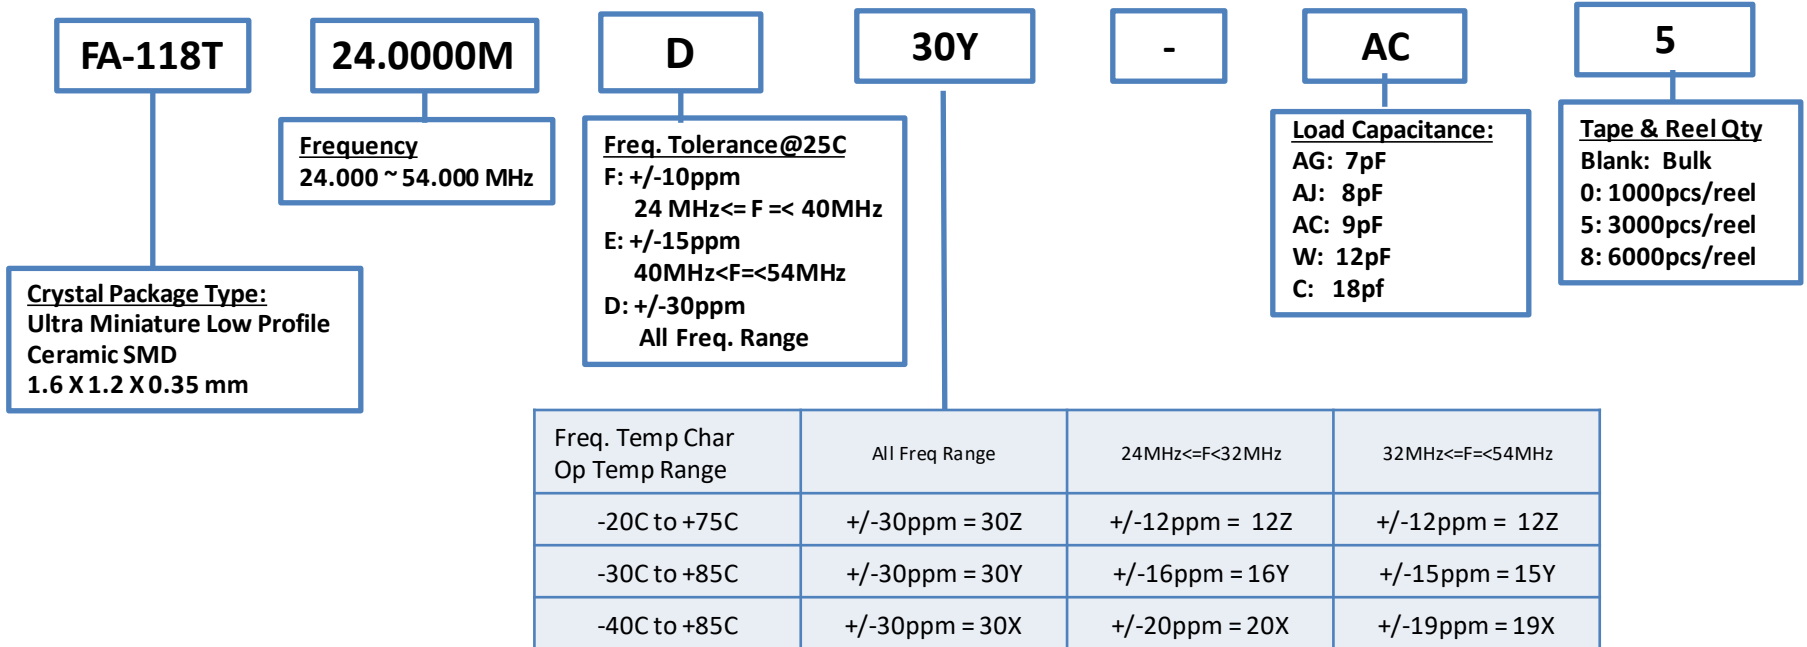 FA-118T 24.0000M D 30Y - AC 5
Frequency
24.000 ~ 54.000 MHz
Freq. Tolerance@25C
F: +/-10ppm
24 MHz<= F =< 40MHz
E: +/-15ppm
40MHz<F=<54MHz
D: +/-30ppm
All Freq. Range
Load Capacitance:
AG: 7pF
AJ: 8pF
AC: 9pF
W: 12pF
C: 18pf
Tape & Reel Qty
Blank: Bulk
0: 1000pcs/reel
5: 3000pcs/reel
8: 6000pcs/reel
Crystal Package Type:
Ultra Miniature Low Profile
Ceramic SMD
1.6 X 1.2 X 0.35 mm
Freq. Temp Char
Op Temp Range
All Freq Range 24MHz<=F<32MHz 32MHz<=F=<54MHz
-20C to +75C +/-30ppm = 30Z +/-12ppm = 12Z +/-12ppm = 12Z
-30C to +85C +/-30ppm = 30Y +/-16ppm = 16Y +/-15ppm = 15Y
-40C to +85C +/-30ppm = 30X +/-20ppm = 20X +/-19ppm = 19X